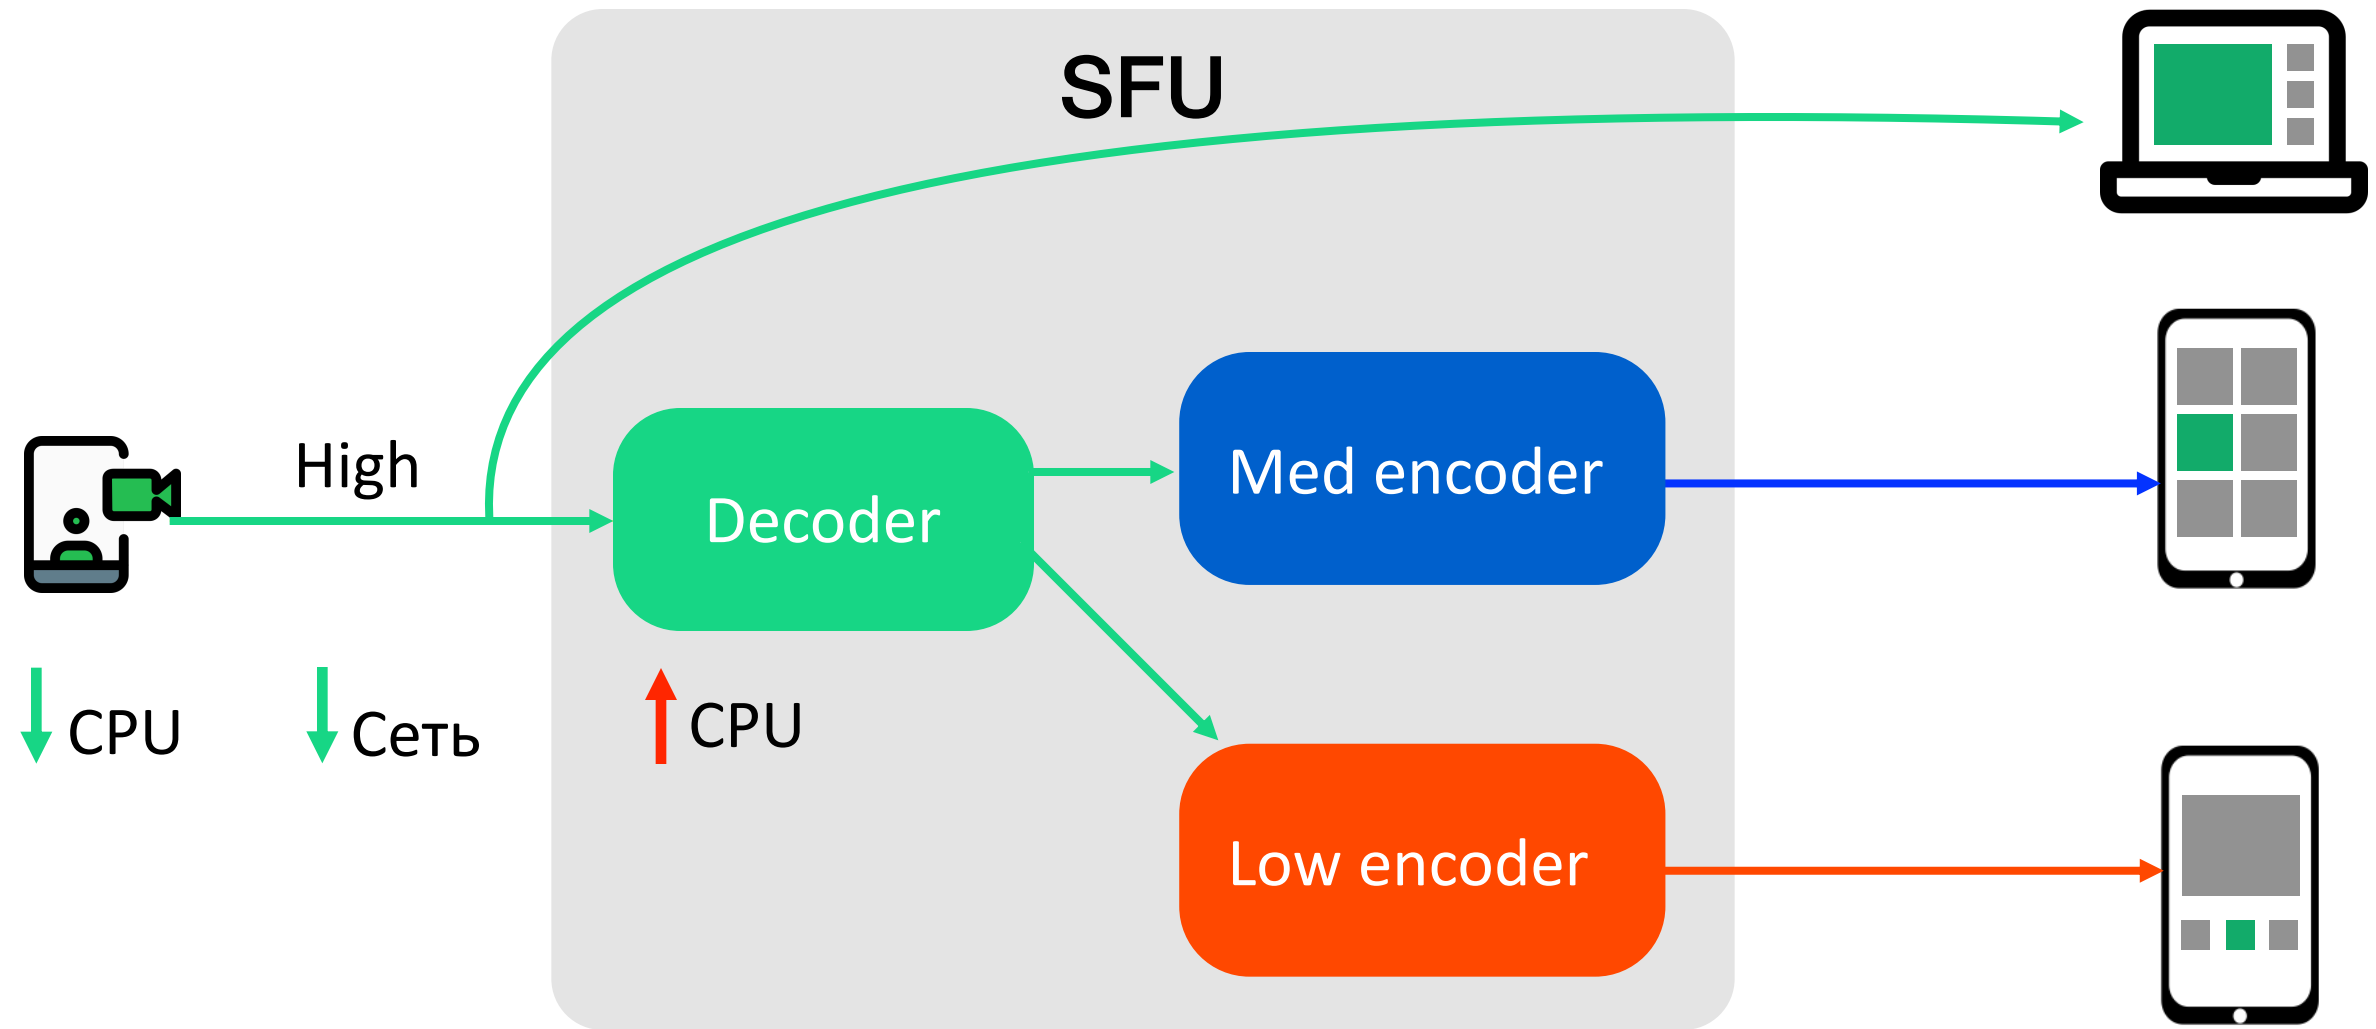 SFU
High
Decoder
Med encoder
CPU
Сеть
CPU
Low encoder